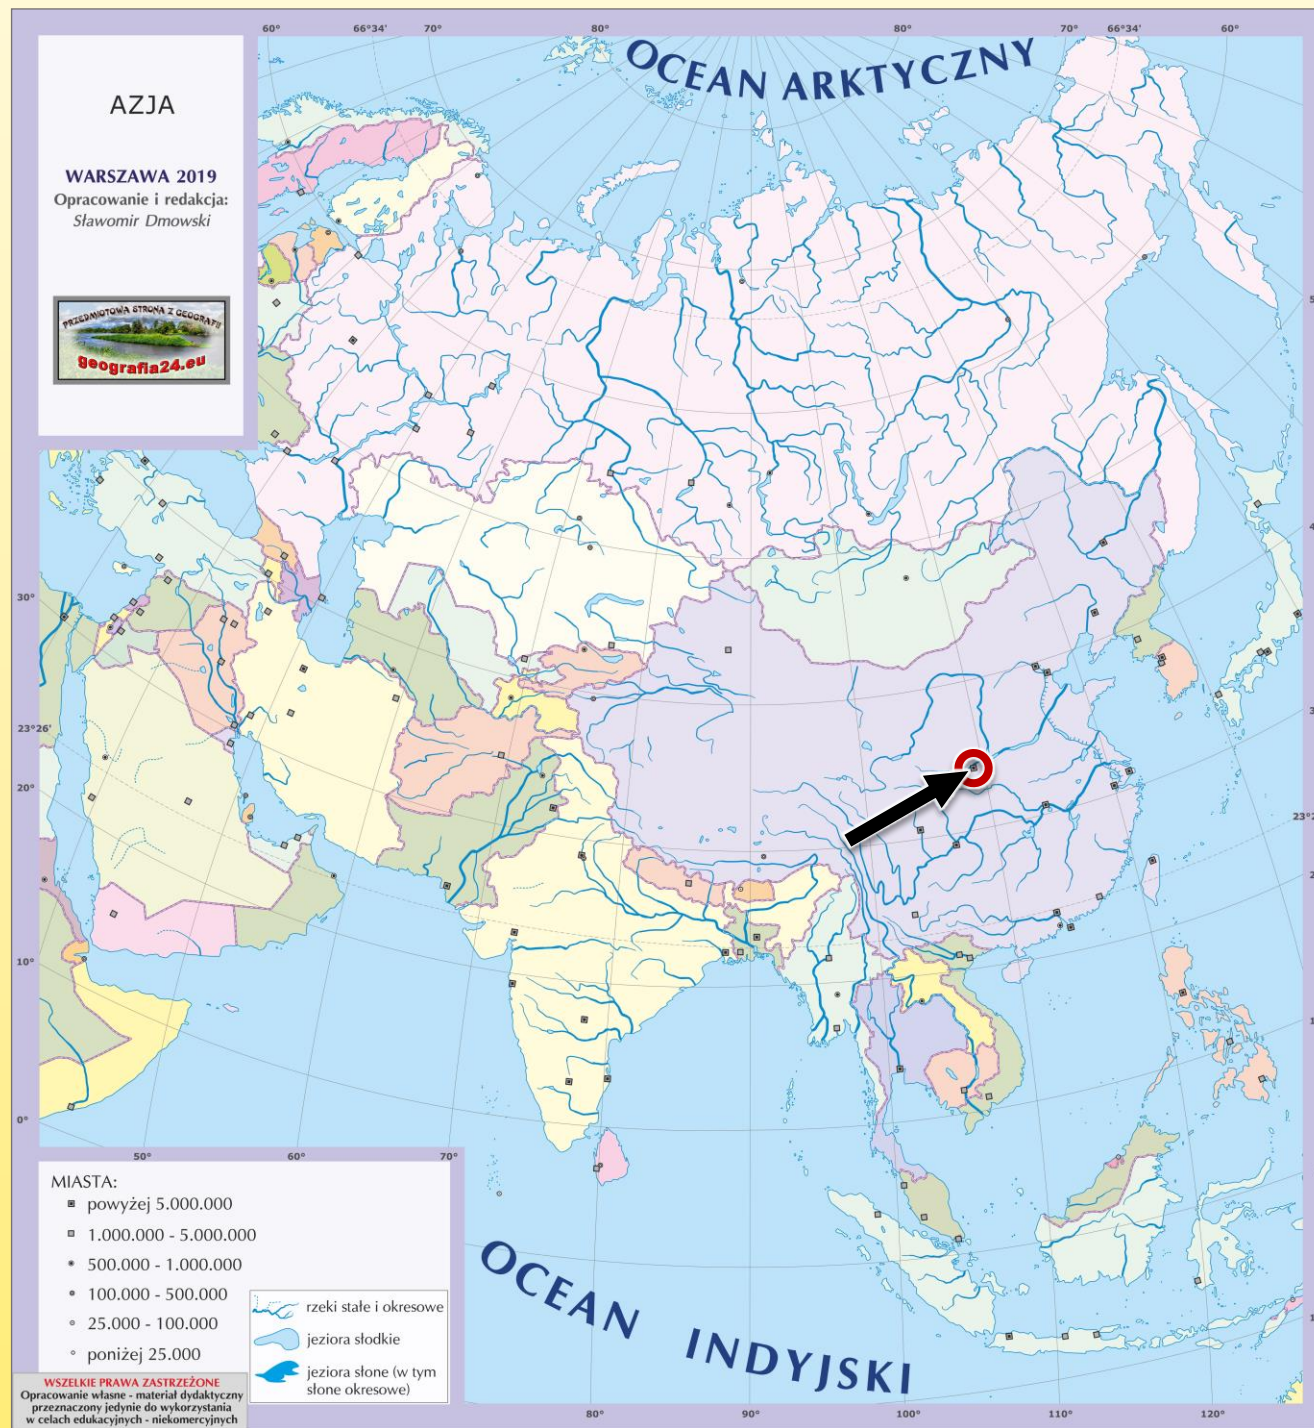 60° 66°34' 70° 80° 80° 70° 66°34' 60°
OCEAN ARKTYCZNY
AZJA
WARSZAWA 2019
Opracowanie i redakcja:
Sławomir Dmowski
PRZEDMIOTOWA STRONA Z GEOGRAFII
geografia24.eu
30°
23°26'
20°
10°
0°
50° 60° 70°
MIASTA:
powyżej 5.000.000
1.000.000 - 5.000.000
500.000 - 1.000.000
100.000 - 500.000
25.000 - 100.000
poniżej 25.000
rzeki stałe i okresowe
jeziora słodkie
jeziora słone (w tym
słone okresowe)
OCEAN INDYJSKI
WSZELKIE PRAWA ZASTRZEŻONE
Opracowanie własne - materiał dydaktyczny
przeznaczony jedynie do wykorzystania
w celach edukacyjnych - niekomercyjnych
80° 90° 100° 110° 120°